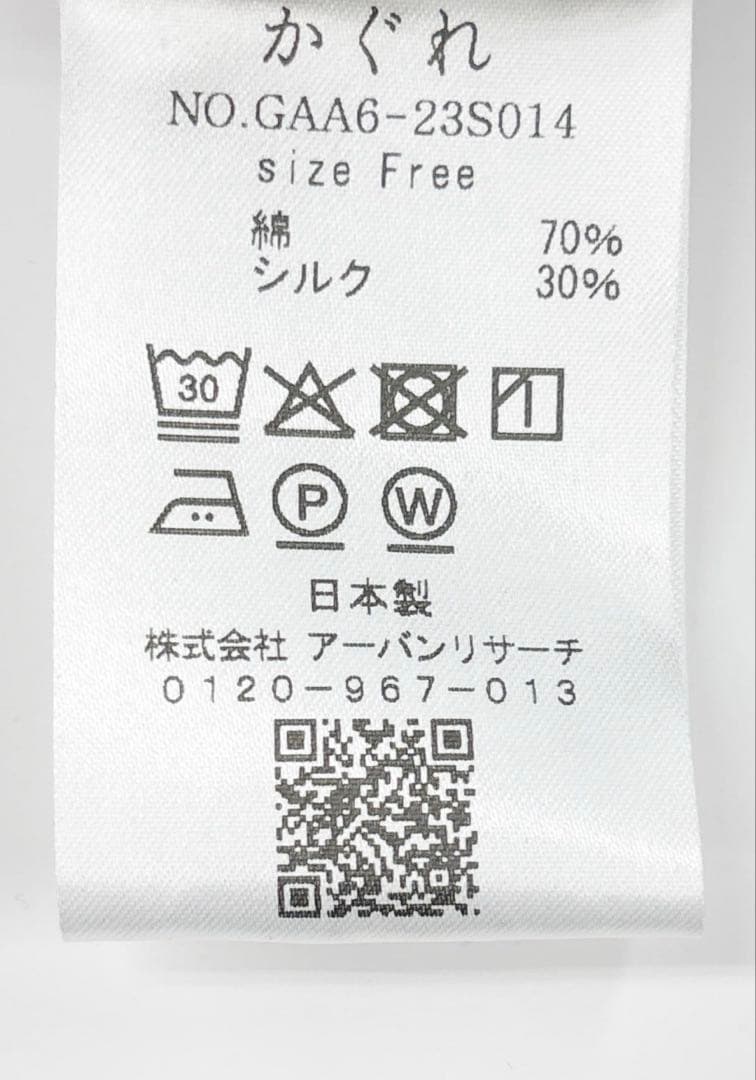 かぐれ
NO.GAA6-23S014
size Free
綿 70%
シルク 30%
30
P W
日本製
株式会社 アーバンリサーチ
0120-967-013